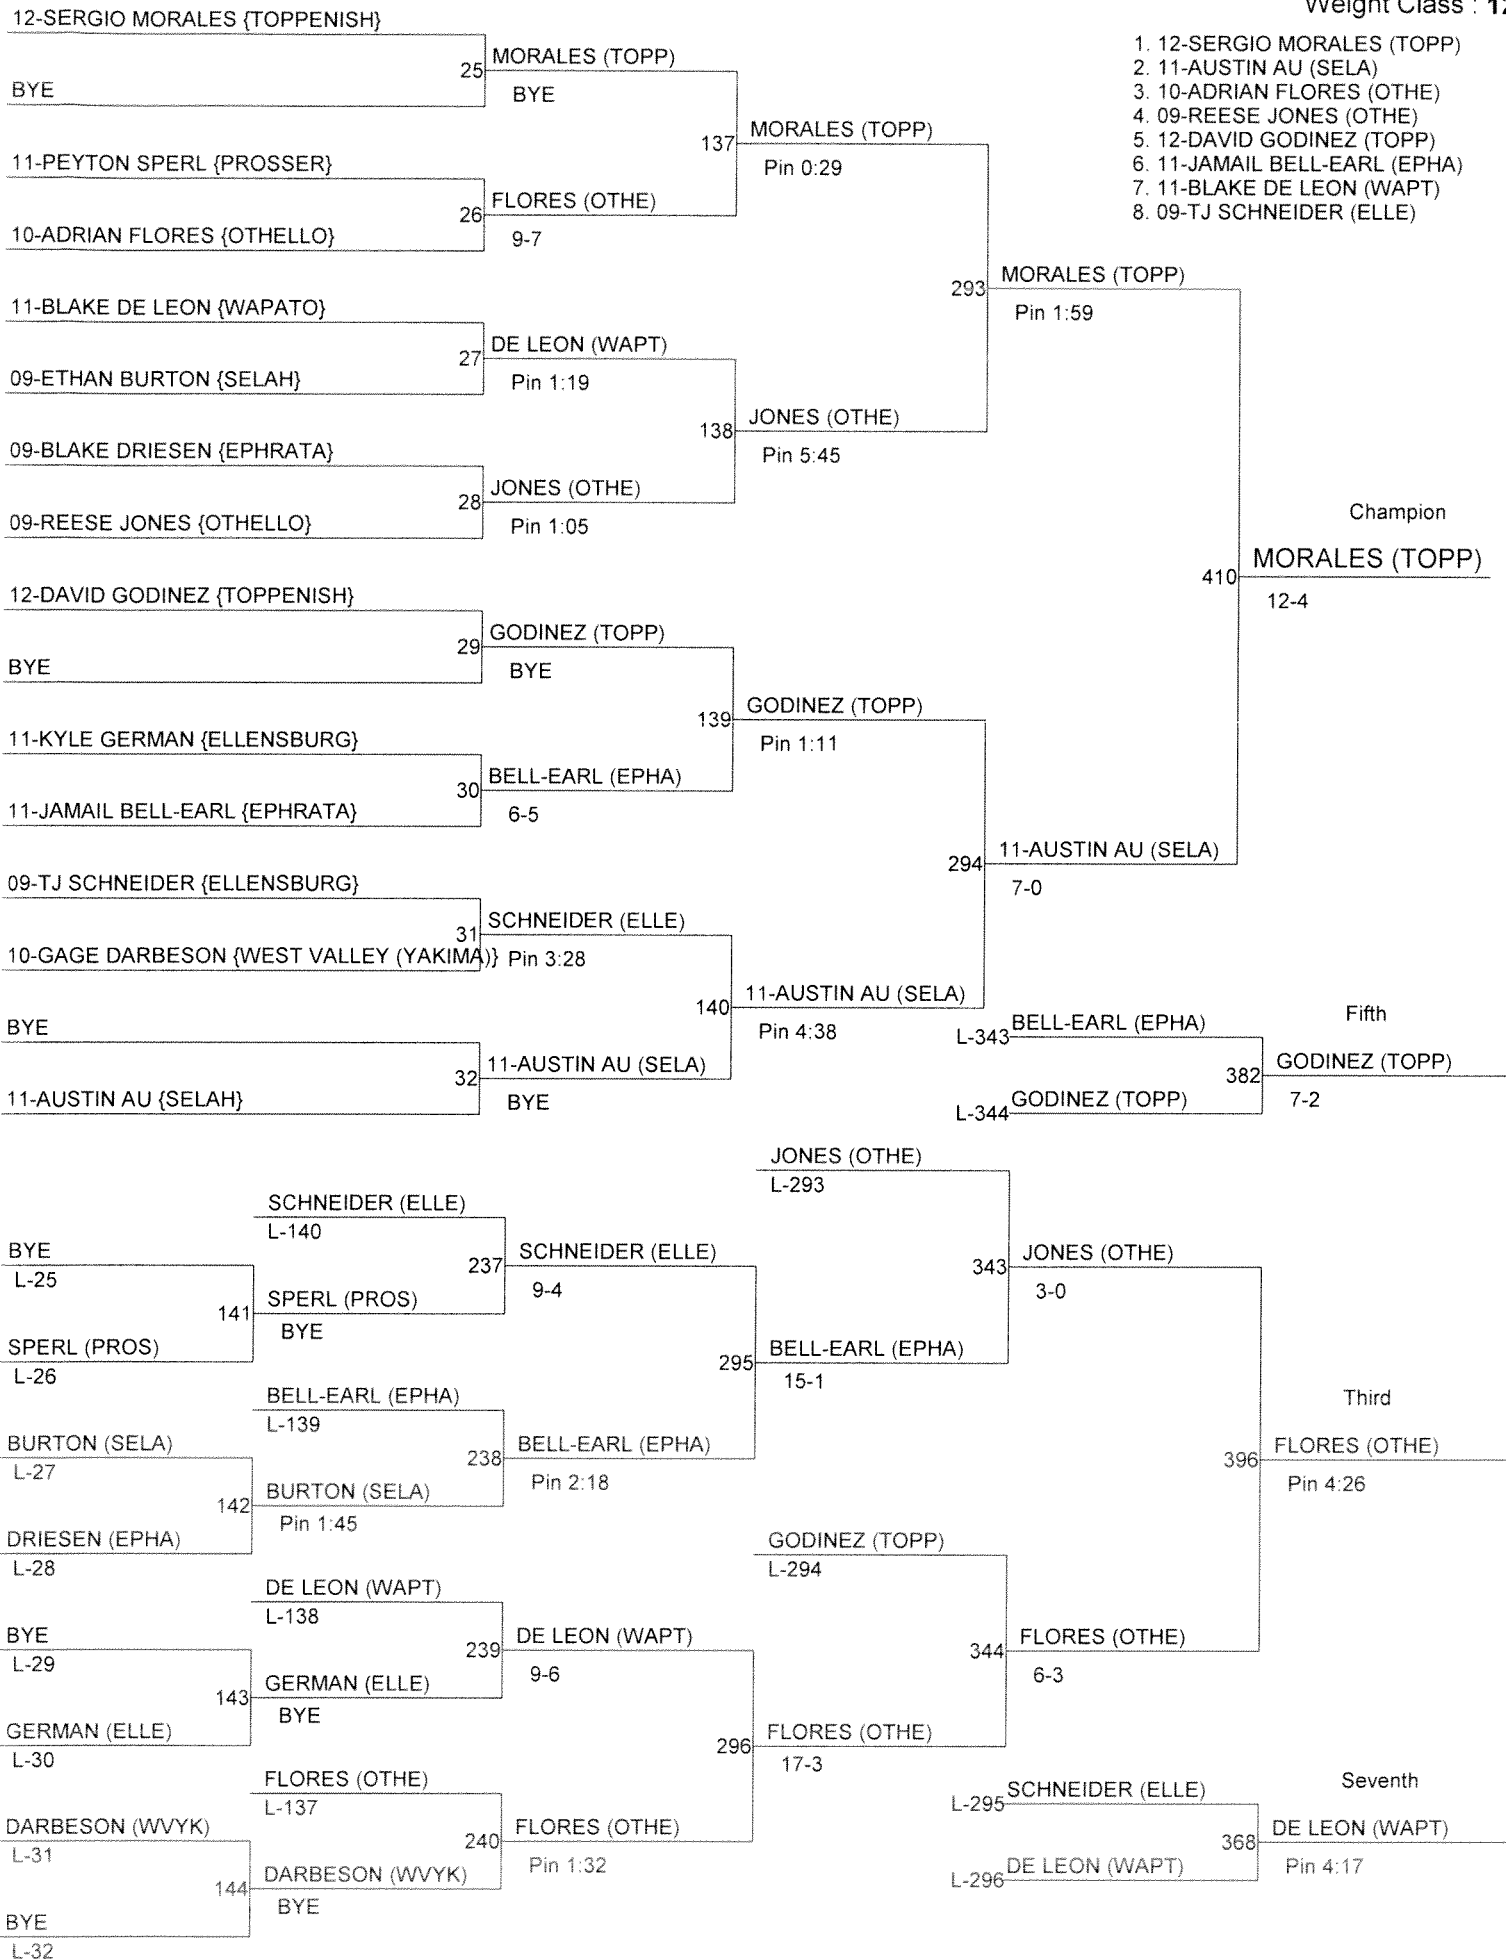 Weight Class :
1. 12-SERGIO MORALES (TOPP)
2. 11-AUSTIN AU (SELA)
3. 10-ADRIAN FLORES (OTHE)
4. 09-REESE JONES (OTHE)
5. 12-DAVID GODINEZ (TOPP)
6. 11-JAMAIL BELL-EARL (EPHA)
7. 11-BLAKE DE LEON (WAPT)
8. 09-TJ SCHNEIDER (ELLE)
12-SERGIO MORALES {TOPPENISH}
BYE
11-PEYTON SPERL {PROSSER}
10-ADRIAN FLORES {OTHELLO}
11-BLAKE DE LEON {WAPATO}
09-ETHAN BURTON {SELAH}
09-BLAKE DRIESEN {EPHRATA}
09-REESE JONES {OTHELLO}
12-DAVID GODINEZ {TOPPENISH}
BYE
11-KYLE GERMAN {ELLENSBURG}
11-JAMAIL BELL-EARL {EPHRATA}
09-TJ SCHNEIDER {ELLENSBURG}
10-GAGE DARBESON {WEST VALLEY (YAKIMA)}
BYE
11-AUSTIN AU {SELAH}
25 MORALES (TOPP)
BYE
26 FLORES (OTHE)
9-7
27 DE LEON (WAPT)
Pin 1:19
28 JONES (OTHE)
Pin 1:05
29 GODINEZ (TOPP)
BYE
30 BELL-EARL (EPHA)
6-5
31 SCHNEIDER (ELLE)
Pin 3:28
32 11-AUSTIN AU (SELA)
BYE
137 MORALES (TOPP)
Pin 0:29
138 JONES (OTHE)
Pin 5:45
139 GODINEZ (TOPP)
Pin 1:11
140 11-AUSTIN AU (SELA)
Pin 4:38
293 MORALES (TOPP)
Pin 1:59
294 11-AUSTIN AU (SELA)
7-0
Champion
410 MORALES (TOPP)
12-4
Fifth
L-343 BELL-EARL (EPHA)
L-344 GODINEZ (TOPP)
382 GODINEZ (TOPP)
7-2
BYE
L-25
SPERL (PROS)
L-26
BURTON (SELA)
L-27
DRIESEN (EPHA)
L-28
BYE
L-29
GERMAN (ELLE)
L-30
DARBESON (WVYK)
L-31
BYE
L-32
SCHNEIDER (ELLE)
L-140
141 SPERL (PROS)
BYE
BELL-EARL (EPHA)
L-139
142 BURTON (SELA)
Pin 1:45
DE LEON (WAPT)
L-138
143 GERMAN (ELLE)
BYE
FLORES (OTHE)
L-137
144 DARBESON (WVYK)
BYE
237 SCHNEIDER (ELLE)
9-4
238 BELL-EARL (EPHA)
Pin 2:18
239 DE LEON (WAPT)
9-6
240 FLORES (OTHE)
Pin 1:32
JONES (OTHE)
L-293
295 BELL-EARL (EPHA)
15-1
GODINEZ (TOPP)
L-294
296 FLORES (OTHE)
17-3
343 JONES (OTHE)
3-0
344 FLORES (OTHE)
6-3
Third
396 FLORES (OTHE)
Pin 4:26
Seventh
L-295 SCHNEIDER (ELLE)
L-296 DE LEON (WAPT)
368 DE LEON (WAPT)
Pin 4:17